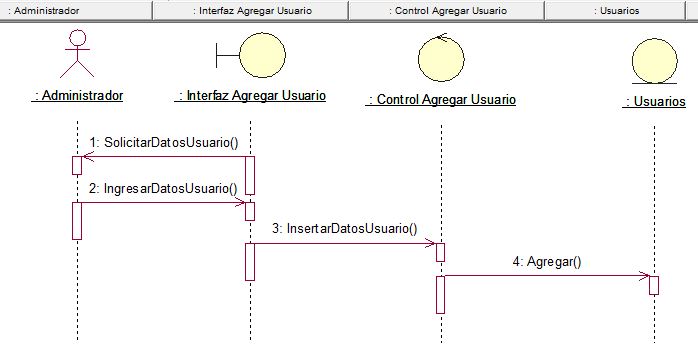 : Administrador
: Interfaz Agregar Usuario
: Control Agregar Usuario
: Usuarios
: Administrador
: Interfaz Agregar Usuario
: Control Agregar Usuario
: Usuarios
1: SolicitarDatosUsuario()
2: IngresarDatosUsuario()
3: InsertarDatosUsuario()
4: Agregar()